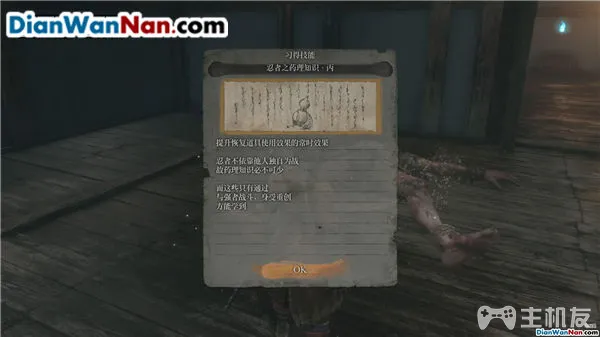 DianWanNan.com
习得技能
忍者之药理知识·丙
提升恢复道具使用效果的常时效果
忍者不依靠他人独自为战
故药理知识必不可少
而这些只有通过
与强者战斗、身受重创
方能学到
OK
主机友
DianWanNan.com